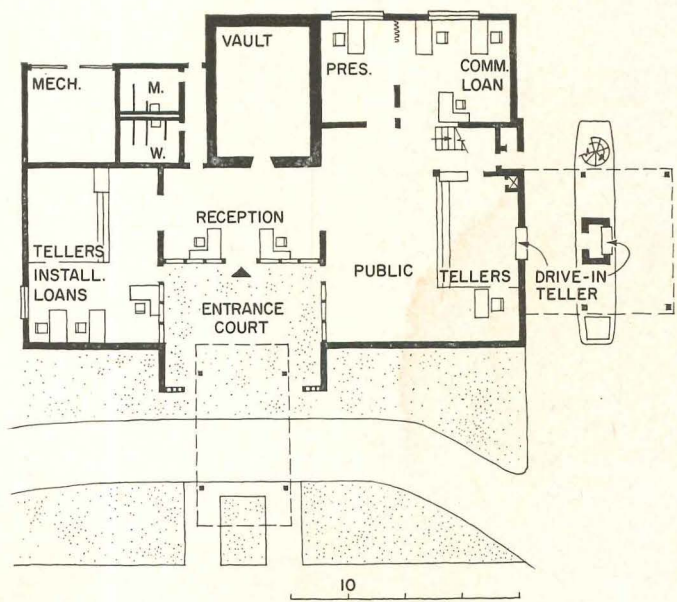 VAULT
PRES.
COMM.
LOAN
MECH.
M.
W.
RECEPTION
TELLERS
INSTALL.
LOANS
PUBLIC
TELLERS
DRIVE-IN
TELLER
ENTRANCE
COURT
10